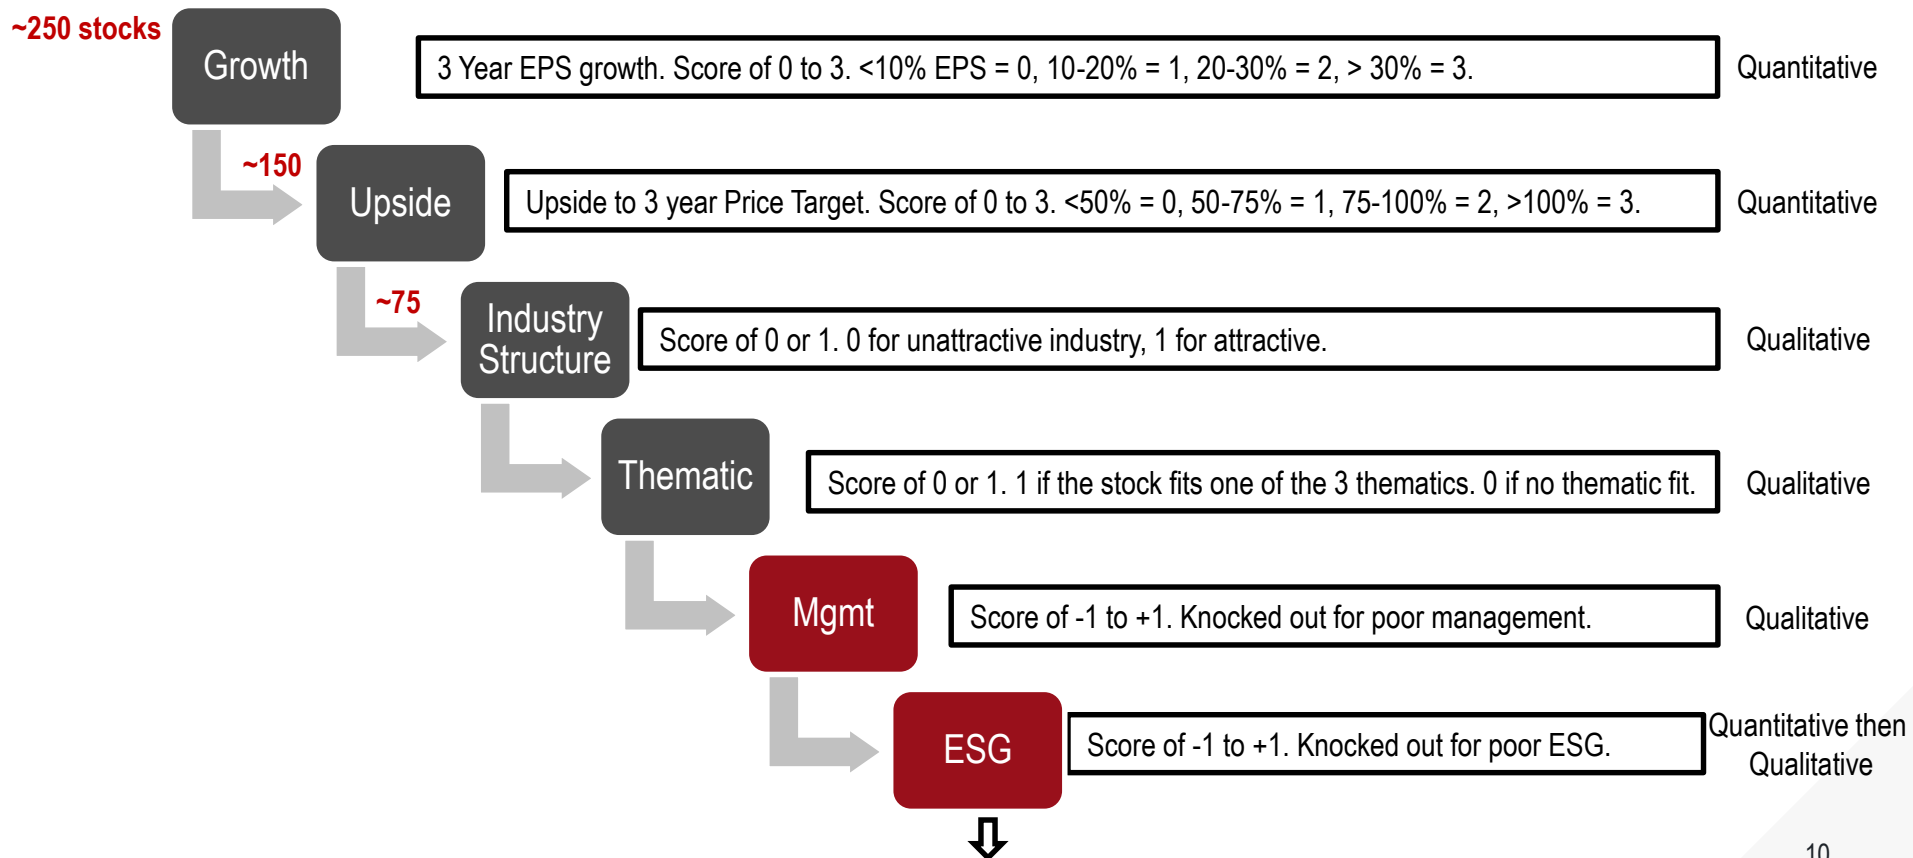 ~250 stocks
Growth
3 Year EPS growth. Score of 0 to 3. <10% EPS = 0, 10-20% = 1, 20-30% = 2, > 30% = 3.
Quantitative
~150
Upside
Upside to 3 year Price Target. Score of 0 to 3. <50% = 0, 50-75% = 1, 75-100% = 2, >100% = 3.
Quantitative
~75
Industry
Structure
Score of 0 or 1. 0 for unattractive industry, 1 for attractive.
Qualitative
Thematic
Score of 0 or 1. 1 if the stock fits one of the 3 thematics. 0 if no thematic fit.
Qualitative
Mgmt
Score of -1 to +1. Knocked out for poor management.
Qualitative
ESG
Score of -1 to +1. Knocked out for poor ESG.
Quantitative then
Qualitative
10